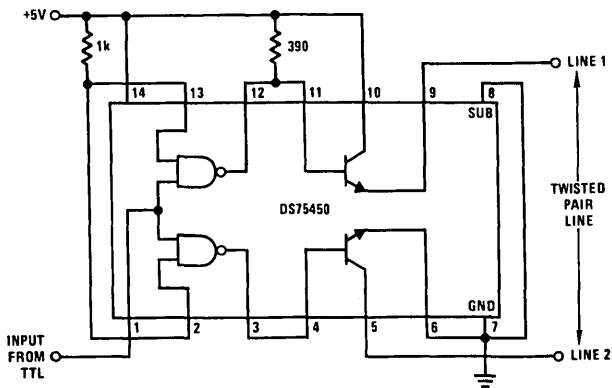 +5V
1k
390
14 13 12 11 10 9 8
SUB
LINE 1
DS75450
TWISTED
PAIR
LINE
GND
1 2 3 4 5 6 7
INPUT
FROM
TTL
LINE 2